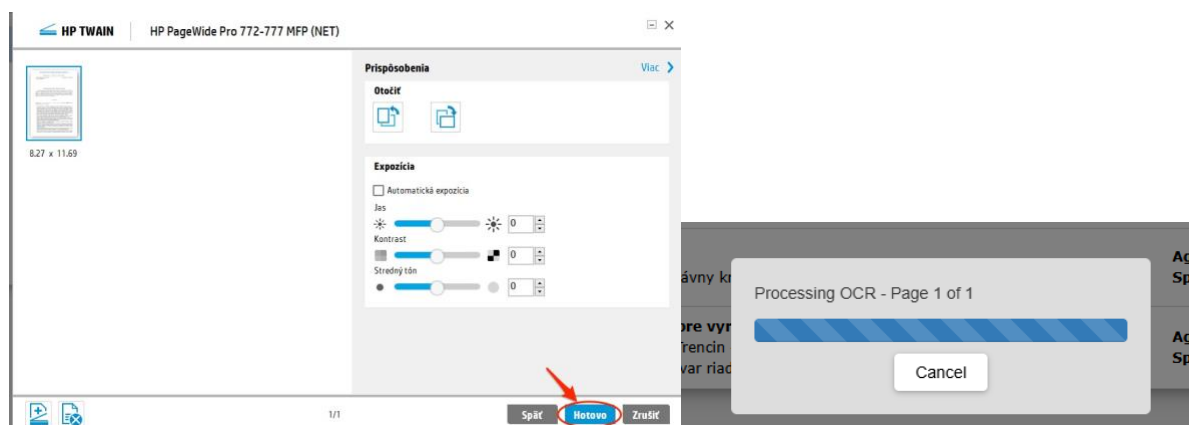 HP TWAIN HP PageWide Pro 772-777 MFP (NET)
Prispôsobenia Viac
Otočiť
8.27 x 11.69
Expozícia
Automatická expozícia
Jas
0
Kontrast
0
Stredný tón
0
1/1
Späť Hotovo Zrušiť
ávny kr
Ag
Sp
ore vyr
Trencin
var riad
Ag
Sp
Processing OCR - Page 1 of 1
Cancel